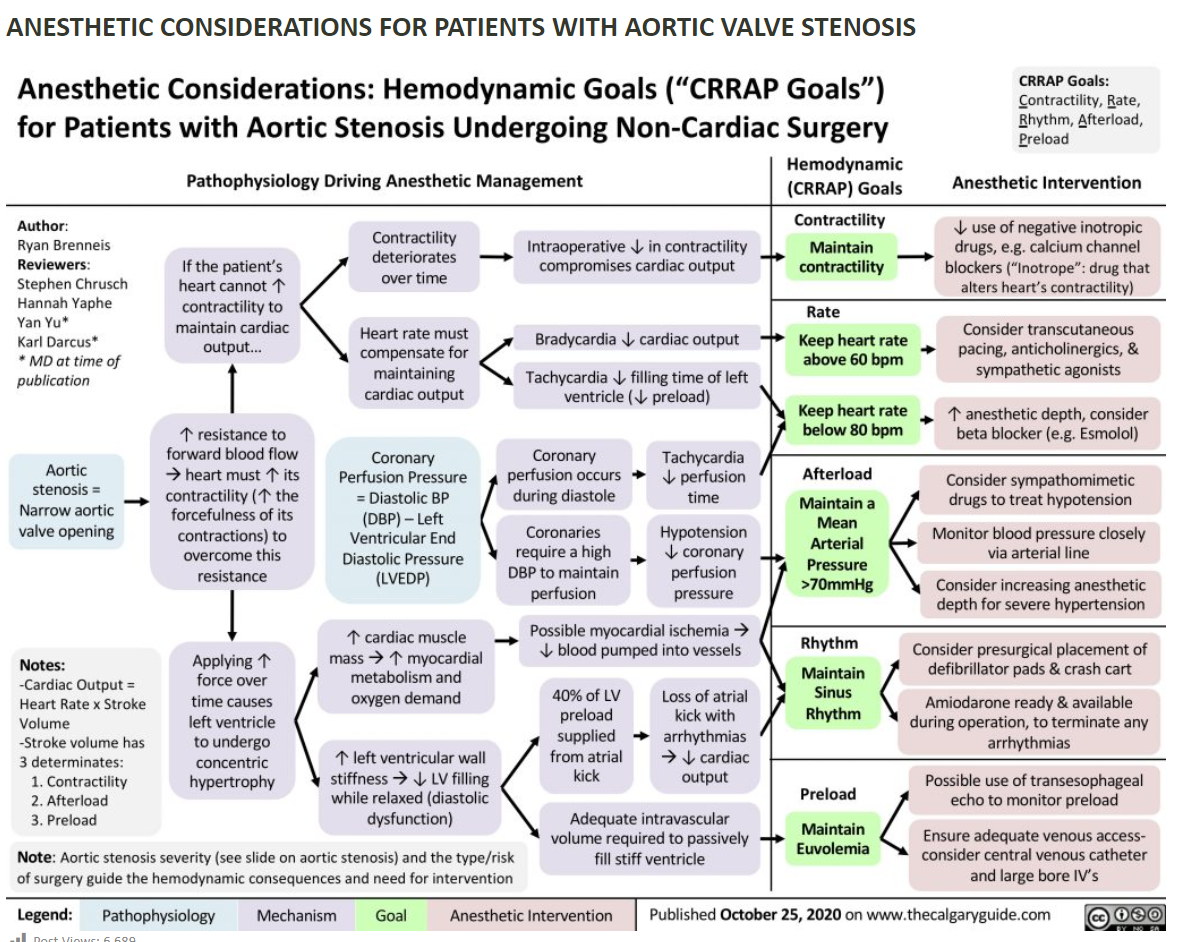 ANESTHETIC CONSIDERATIONS FOR PATIENTS WITH AORTIC VALVE STENOSIS
Anesthetic Considerations: Hemodynamic Goals (“CRRAP Goals”)
for Patients with Aortic Stenosis Undergoing Non-Cardiac Surgery
CRRAP Goals:
Contractility, Rate,
Rhythm, Afterload,
Preload
Pathophysiology Driving Anesthetic Management
Hemodynamic
(CRRAP) Goals
Anesthetic Intervention
Author:
Ryan Brenneis
Reviewers:
Stephen Chrusch
Hannah Yaphe
Yan Yu*
Karl Darcus*
* MD at time of
publication
Aortic
stenosis =
Narrow aortic
valve opening
↑ resistance to
forward blood flow
→ heart must ↑ its
contractility (↑ the
forcefulness of its
contractions) to
overcome this
resistance
If the patient’s
heart cannot ↑
contractility to
maintain cardiac
output…
Contractility
deteriorates
over time
Intraoperative ↓ in contractility
compromises cardiac output
Contractility
Maintain
contractility
↓ use of negative inotropic
drugs, e.g. calcium channel
blockers (“Inotrope”: drug that
alters heart’s contractility)
Heart rate must
compensate for
maintaining
cardiac output
Bradycardia ↓ cardiac output
Tachycardia ↓ filling time of left
ventricle (↓ preload)
Rate
Keep heart rate
above 60 bpm
Consider transcutaneous
pacing, anticholinergics, &
sympathetic agonists
Keep heart rate
below 80 bpm
↑ anesthetic depth, consider
beta blocker (e.g. Esmolol)
Coronary
Perfusion Pressure
= Diastolic BP
(DBP) – Left
Ventricular End
Diastolic Pressure
(LVEDP)
Coronary
perfusion occurs
during diastole
Tachycardia
↓ perfusion
time
Coronaries
require a high
DBP to maintain
perfusion
Hypotension
↓ coronary
perfusion
pressure
Afterload
Maintain a
Mean
Arterial
Pressure
>70mmHg
Consider sympathomimetic
drugs to treat hypotension
Monitor blood pressure closely
via arterial line
Consider increasing anesthetic
depth for severe hypertension
Applying ↑
force over
time causes
left ventricle
to undergo
concentric
hypertrophy
↑ cardiac muscle
mass → ↑ myocardial
metabolism and
oxygen demand
Possible myocardial ischemia →
↓ blood pumped into vessels
↑ left ventricular wall
stiffness → ↓ LV filling
while relaxed (diastolic
dysfunction)
40% of LV
preload
supplied
from atrial
kick
Loss of atrial
kick with
arrhythmias
→ ↓ cardiac
output
Adequate intravascular
volume required to passively
fill stiff ventricle
Rhythm
Maintain
Sinus
Rhythm
Consider presurgical placement of
defibrillator pads & crash cart
Amiodarone ready & available
during operation, to terminate any
arrhythmias
Preload
Maintain
Euvolemia
Possible use of transesophageal
echo to monitor preload
Ensure adequate venous access-
consider central venous catheter
and large bore IV’s
Notes:
-Cardiac Output =
Heart Rate x Stroke
Volume
-Stroke volume has
3 determinates:
1. Contractility
2. Afterload
3. Preload
Note: Aortic stenosis severity (see slide on aortic stenosis) and the type/risk
of surgery guide the hemodynamic consequences and need for intervention
Legend:
Pathophysiology
Mechanism
Goal
Anesthetic Intervention
Published October 25, 2020 on www.thecalgaryguide.com
cc
BY NC SA
Post Views: 6,689